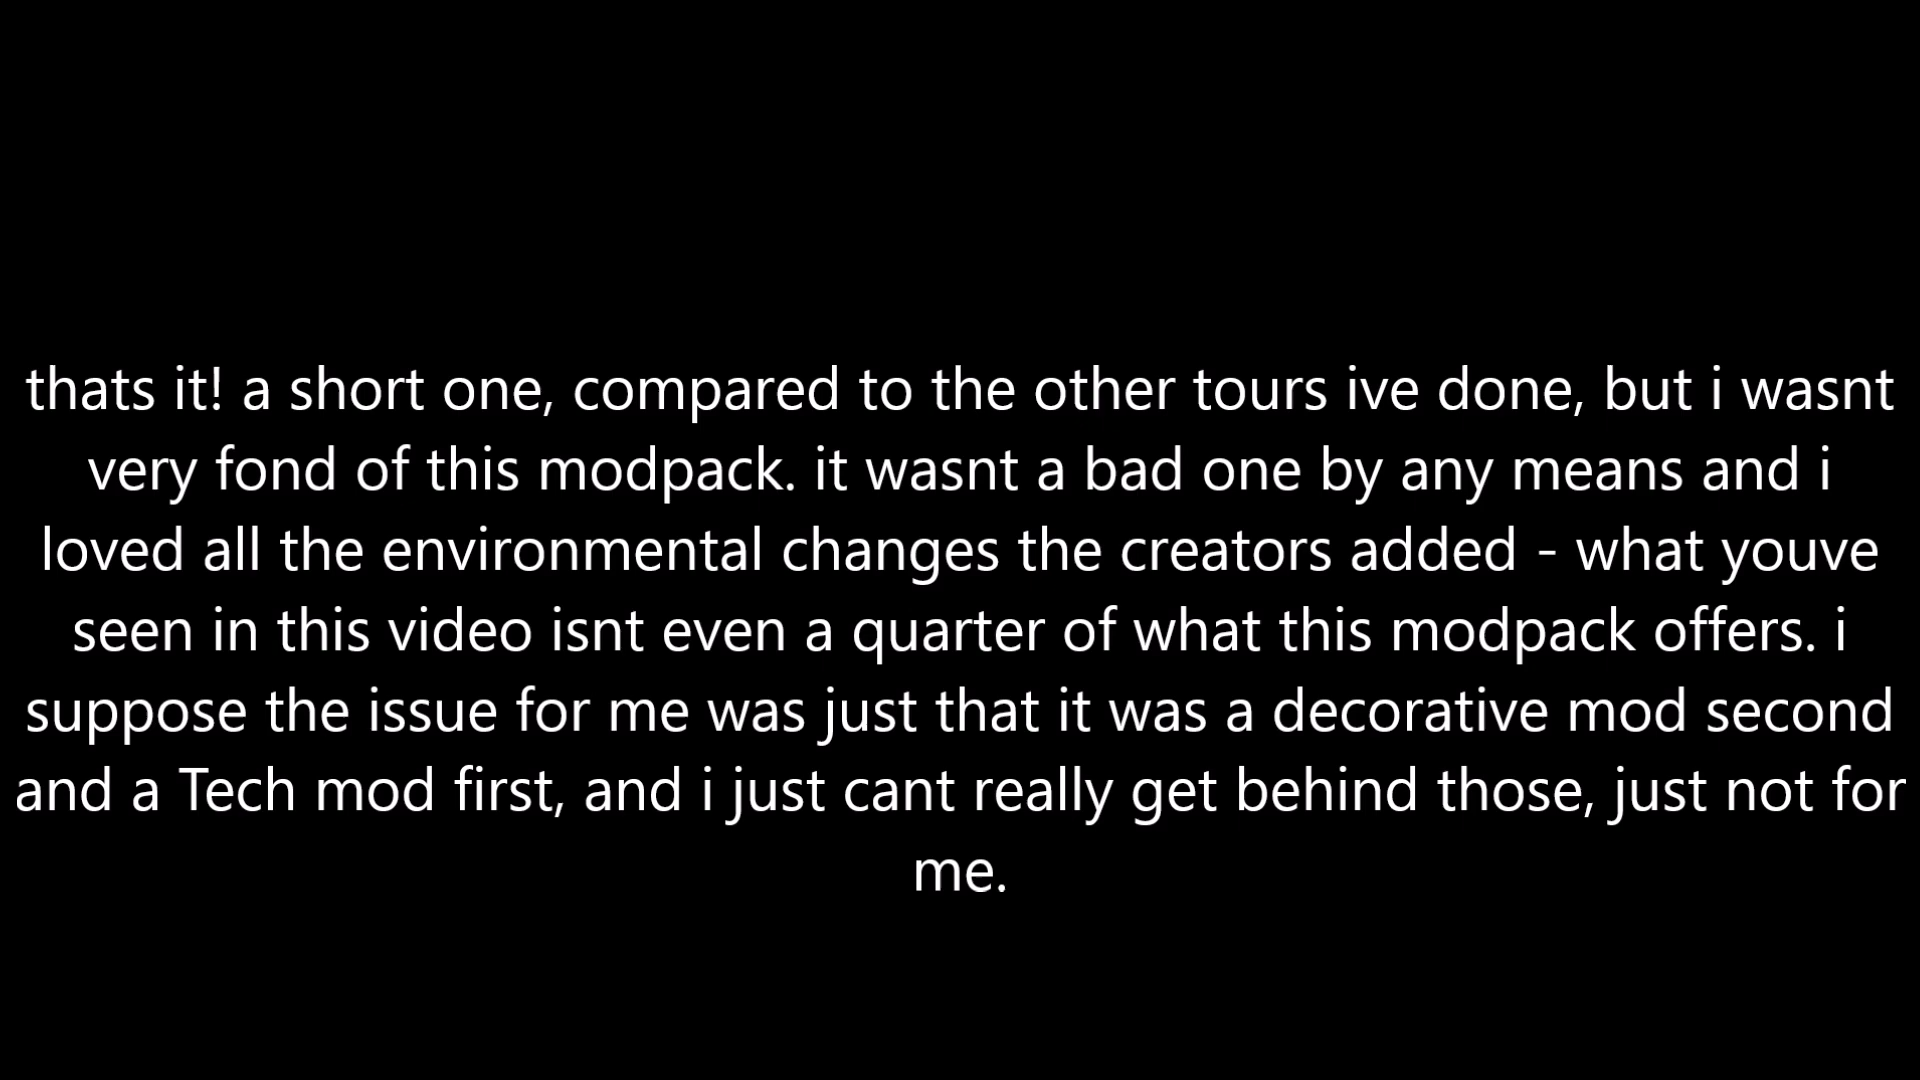 thats it! a short one, compared to the other tours ive done, but i wasnt
very fond of this modpack. it wasnt a bad one by any means and i
loved all the environmental changes the creators added - what youve
seen in this video isnt even a quarter of what this modpack offers. i
suppose the issue for me was just that it was a decorative mod second
and a Tech mod first, and i just cant really get behind those, just not for
me.